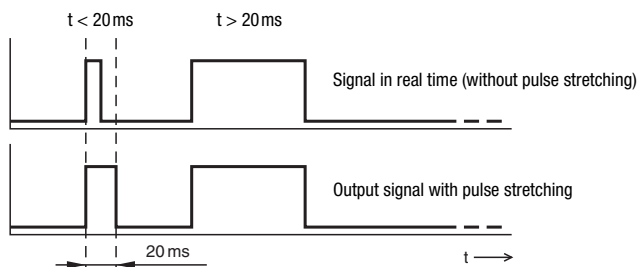 t < 20 ms t > 20 ms
Signal in real time (without pulse stretching)
Output signal with pulse stretching
20 ms
t